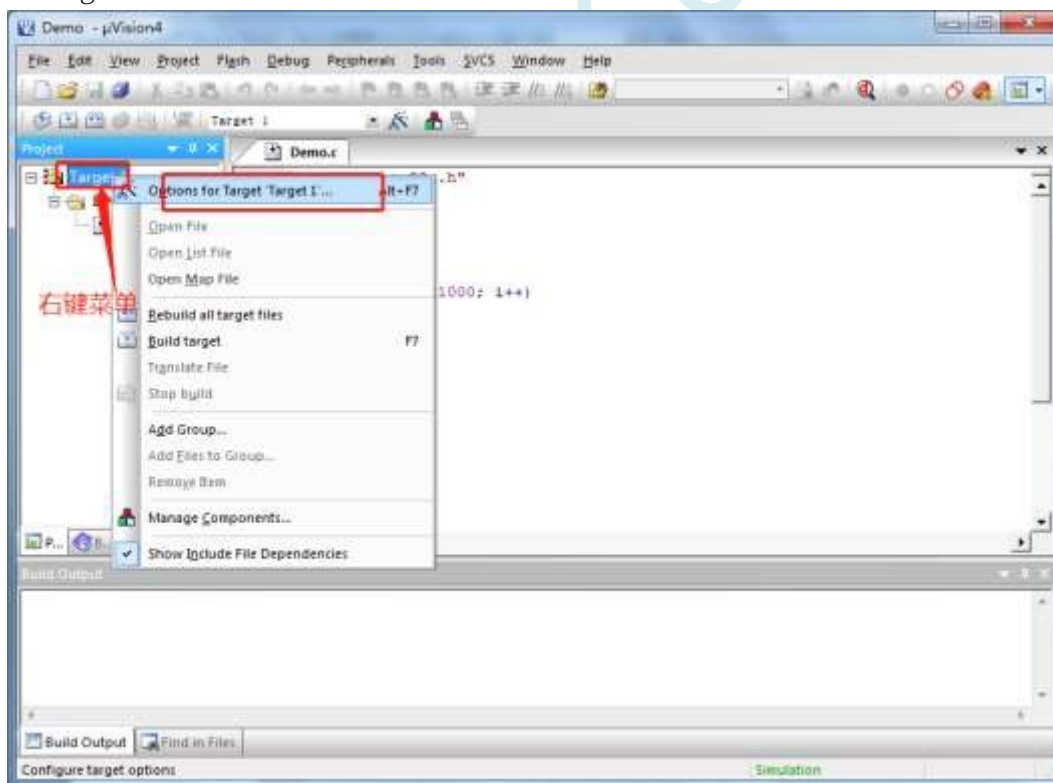 Demo - µVision4
File Edit View Project Flash Debug Peripherals Tools SVCS Window Help
Target 1
Project
Demo.c
Target 1
.h"
Options for Target 'Target 1'... Alt+F7
Open File
Open List File
Open Map File
1000; i++)
右键菜单
Rebuild all target files
Build target F7
Translate File
Stop build
Add Group...
Add Files to Group...
Remove Item
Manage Components...
P... B...
Show Include File Dependencies
Build Output
Build Output Find in Files
Configure target options Simulation